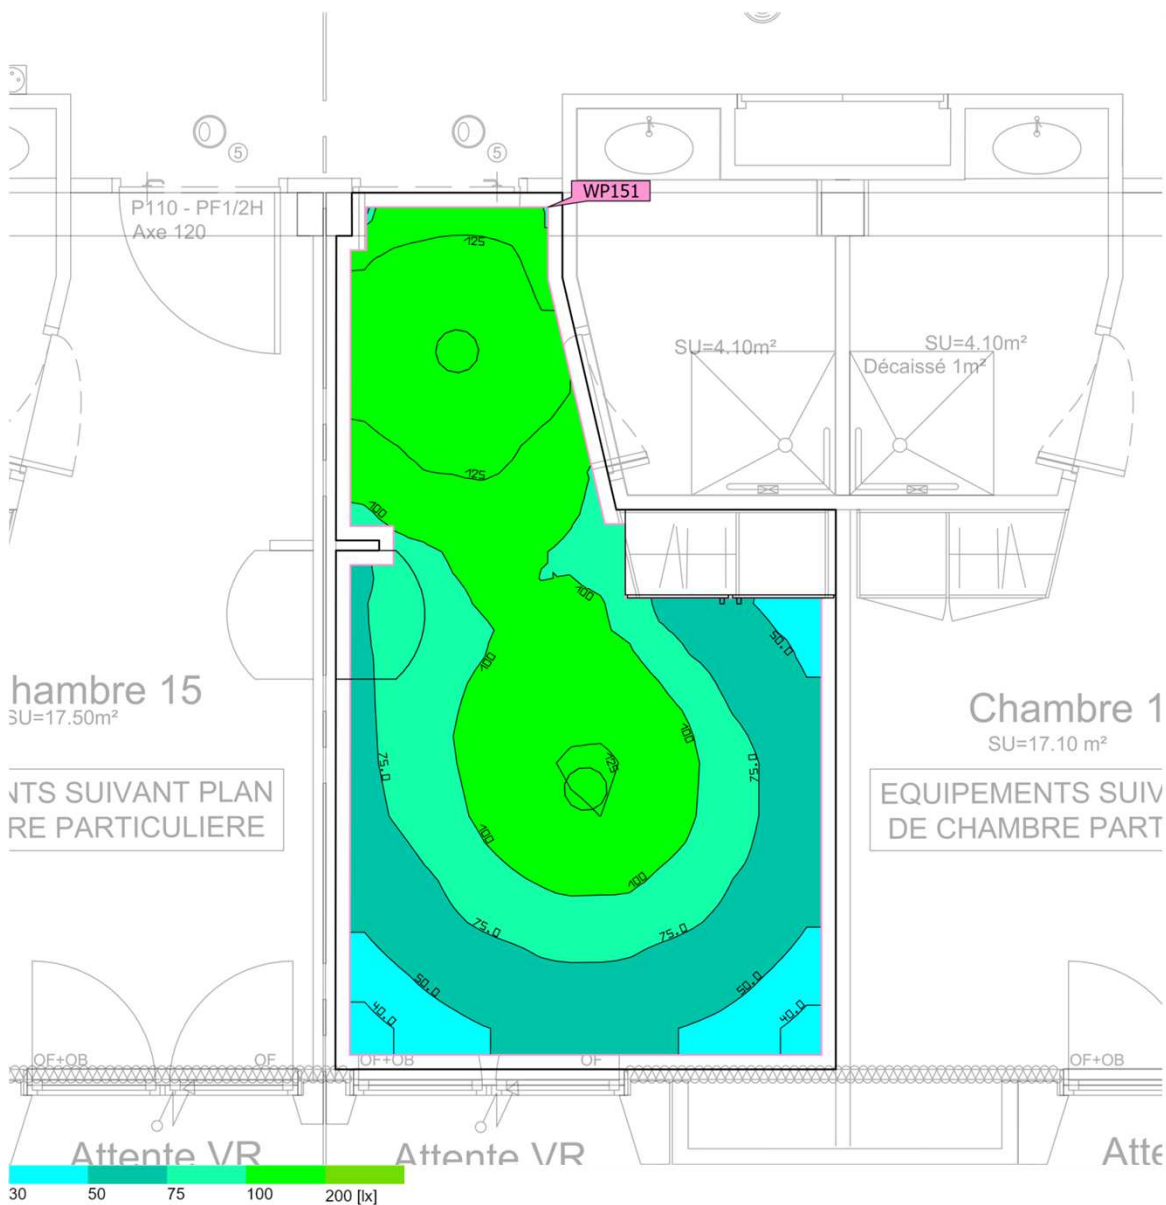 5
5
WP151
P110 - PF1/2H
Axe 120
125
SU=4.10m²
SU=4.10m²
Décaissé 1m²
125
100
100
50.0
100
hambre 15
SU=17.50m²
Chambre 1
SU=17.10 m²
100
75.0
125
75.0
NTS SUIVANT PLAN
RE PARTICULIERE
EQUIPEMENTS SUIV
DE CHAMBRE PART
100
100
75.0
75.0
50.0
50.0
40.0
40.0
OF+OB
OF
OF+OB
OF
OF+OB
Attente VR
Attente VR
Atte
30 50 75 100 200 [lx]